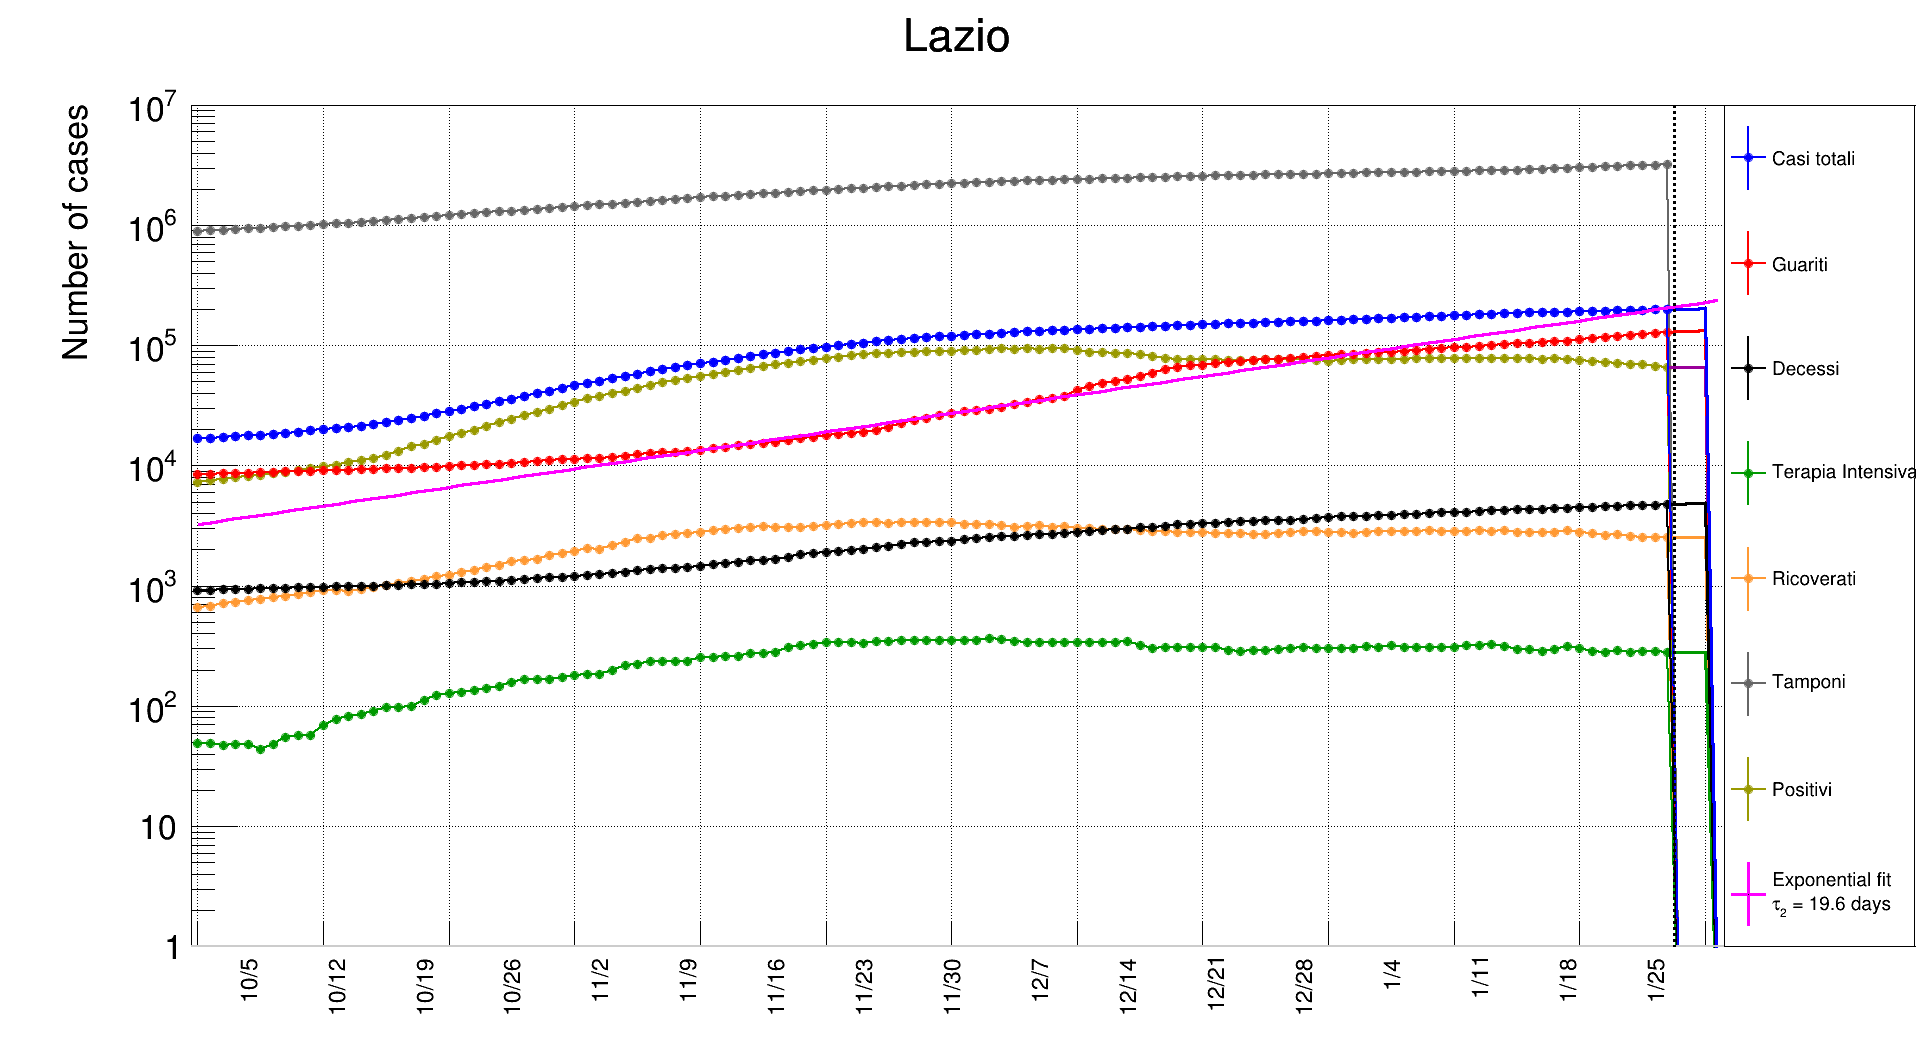 Lazio
Number of cases
10^7
10^6
10^5
10^4
10^3
10^2
10
1
10/5
10/12
10/19
10/26
11/2
11/9
11/16
11/23
11/30
12/7
12/14
12/21
12/28
1/4
1/11
1/18
1/25
Casi totali
Guariti
Decessi
Terapia Intensiva
Ricoverati
Tamponi
Positivi
Exponential fit
τ_2 = 19.6 days